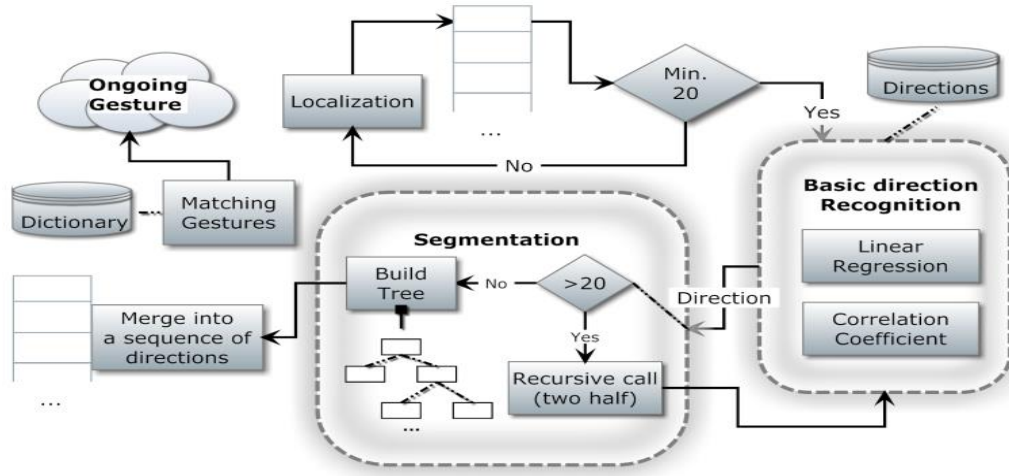 Ongoing
Gesture
Localization
...
Min.
20
Directions
Yes
No
Dictionary
Matching
Gestures
Basic direction
Recognition
Linear
Regression
Correlation
Coefficient
Segmentation
Build
Tree
No
>20
Direction
Yes
Merge into
a sequence of
directions
Recursive call
(two half)
...
...